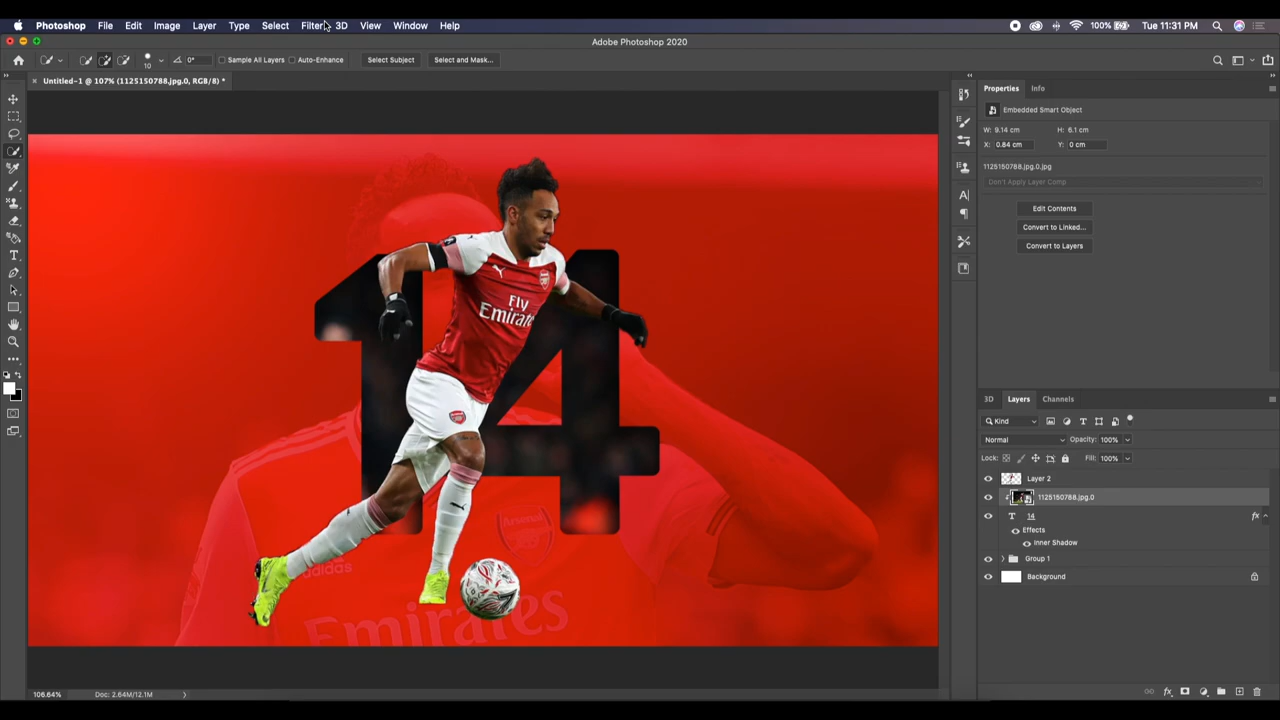 Photoshop File Edit Image Layer Type Select Filter 3D View Window Help 100% Tue 11:31 PM
Adobe Photoshop 2020
10 0° Sample All Layers Auto-Enhance Select Subject Select and Mask...
Untitled-1 @ 107% (1125150788.jpg.0, RGB/8) *
Properties Info
Embedded Smart Object
W: 9.14 cm H: 6.1 cm
X: 0.84 cm Y: 0 cm
1125150788.jpg.0.jpg
Don't Apply Layer Comp
Edit Contents
Convert to Linked...
Convert to Layers
14
Fly
Emirates
Arsenal
adidas
Emirates
3D Layers Channels
Kind
Normal Opacity: 100%
Lock: Fill: 100%
Layer 2
1125150788.jpg.0
T 14 fx
Effects
Inner Shadow
Group 1
Background
106.64% Doc: 2.64M/12.1M